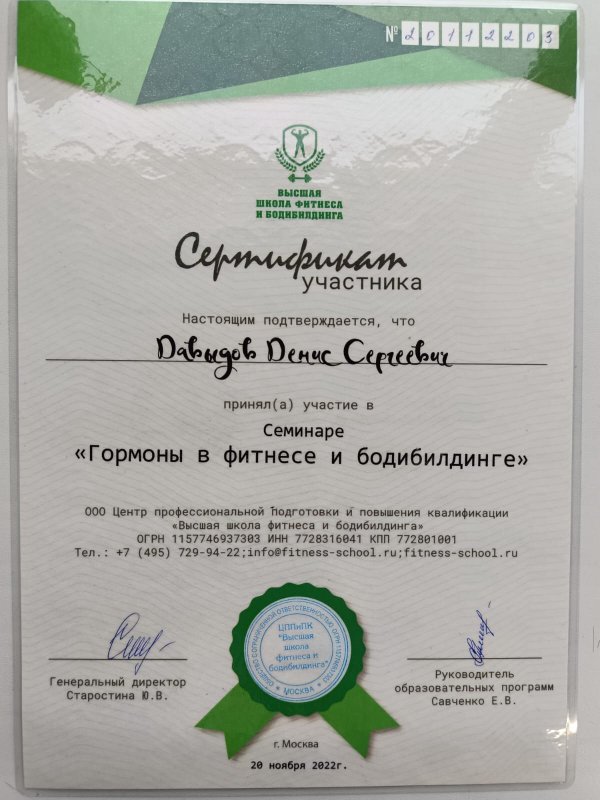 № 20112203
ВЫСШАЯ
ШКОЛА ФИТНЕСА
И БОДИБИЛДИНГА
Сертификат
участника
Настоящим подтверждается, что
Давыдов Денис Сергеевич
принял(а) участие в
Семинаре
«Гормоны в фитнесе и бодибилдинге»
ООО Центр профессиональной подготовки и повышения квалификации
«Высшая школа фитнеса и бодибилдинга»
ОГРН 1157746937303 ИНН 7728316041 КПП 772801001
Тел.: +7 (495) 729-94-22;info@fitness-school.ru;fitness-school.ru
ОБЩЕСТВО С ОГРАНИЧЕННОЙ ОТВЕТСТВЕННОСТЬЮ
ЦППиПК
"Высшая
школа
фитнеса и
бодибилдинга"
* МОСКВА *
Генеральный директор
Старостина Ю.В.
Руководитель
образовательных программ
Савченко Е.В.
г. Москва
20 ноября 2022г.